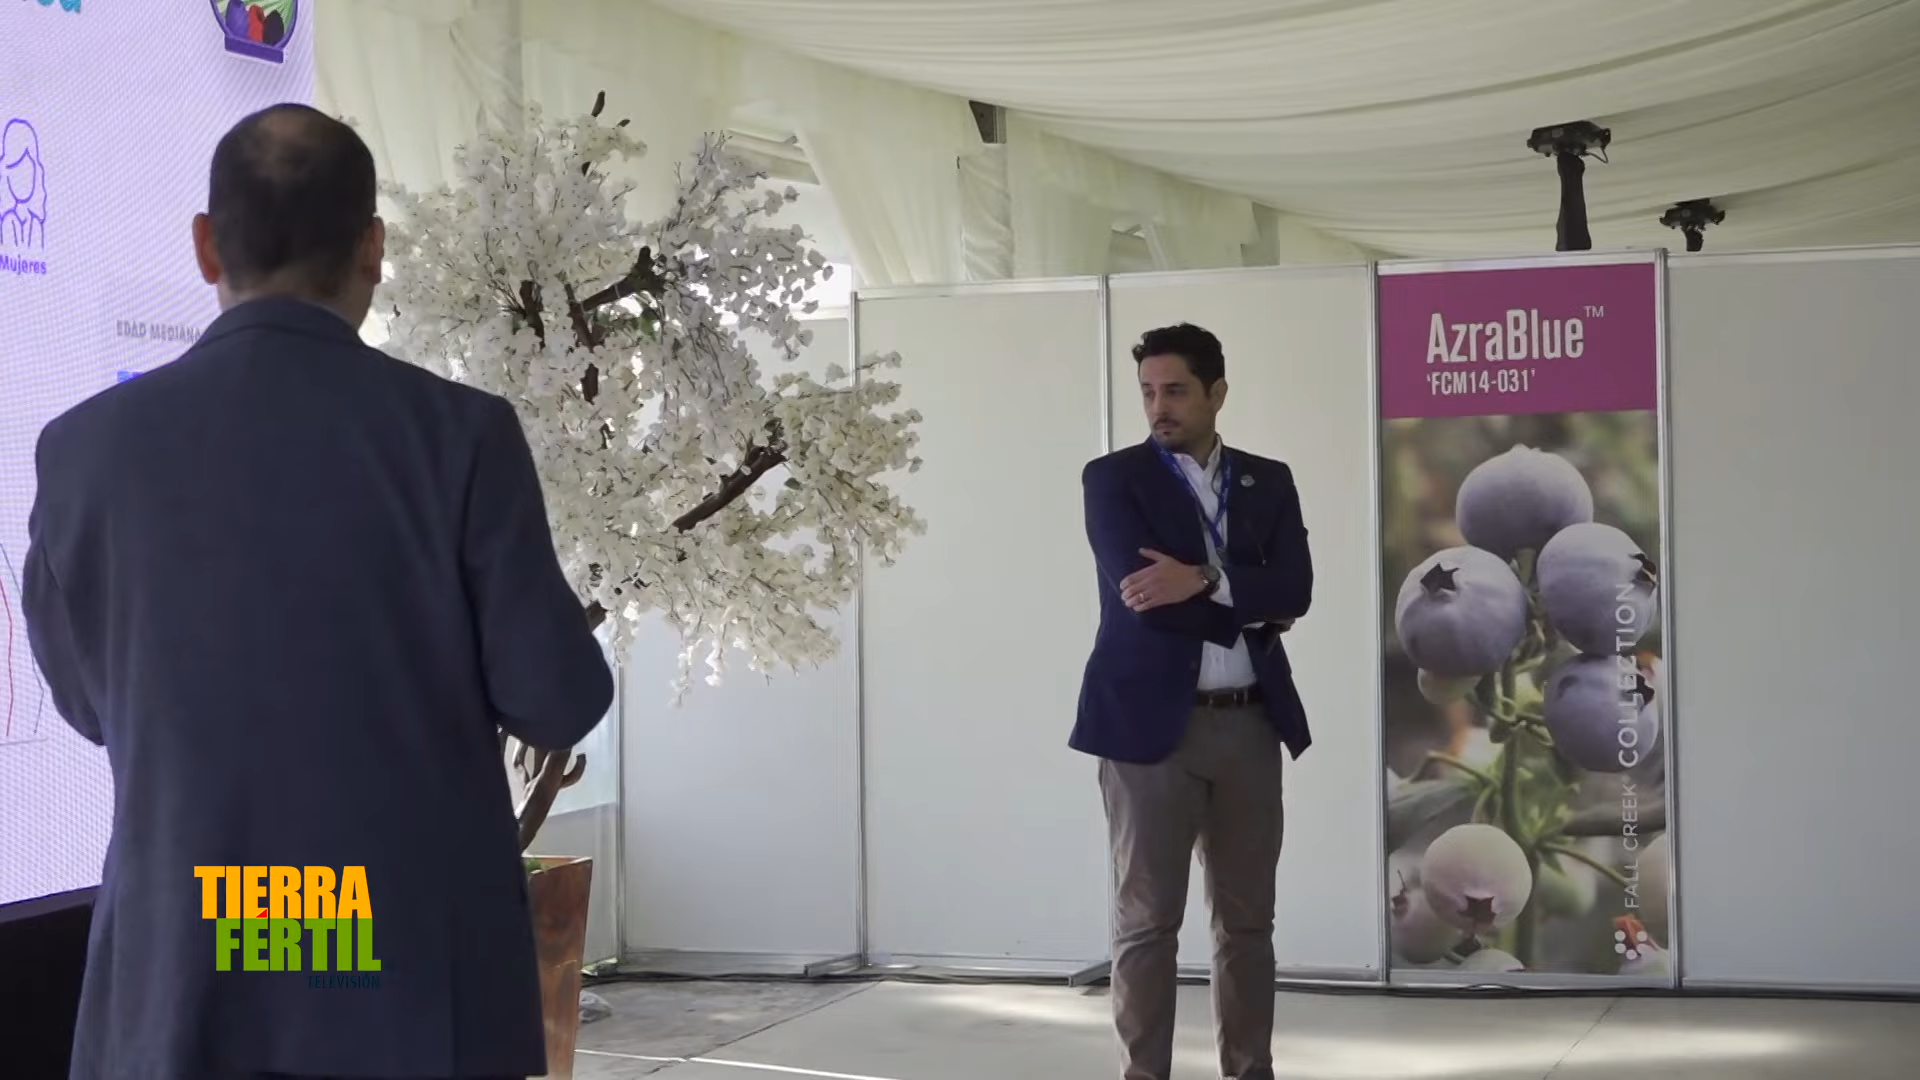 Mujeres
EDAD MEDIANA
AzraBlue™
'FCM14-031'
FALL CREEK® COLLECTION
TIERRA
FÉRTIL
TELEVISIÓN